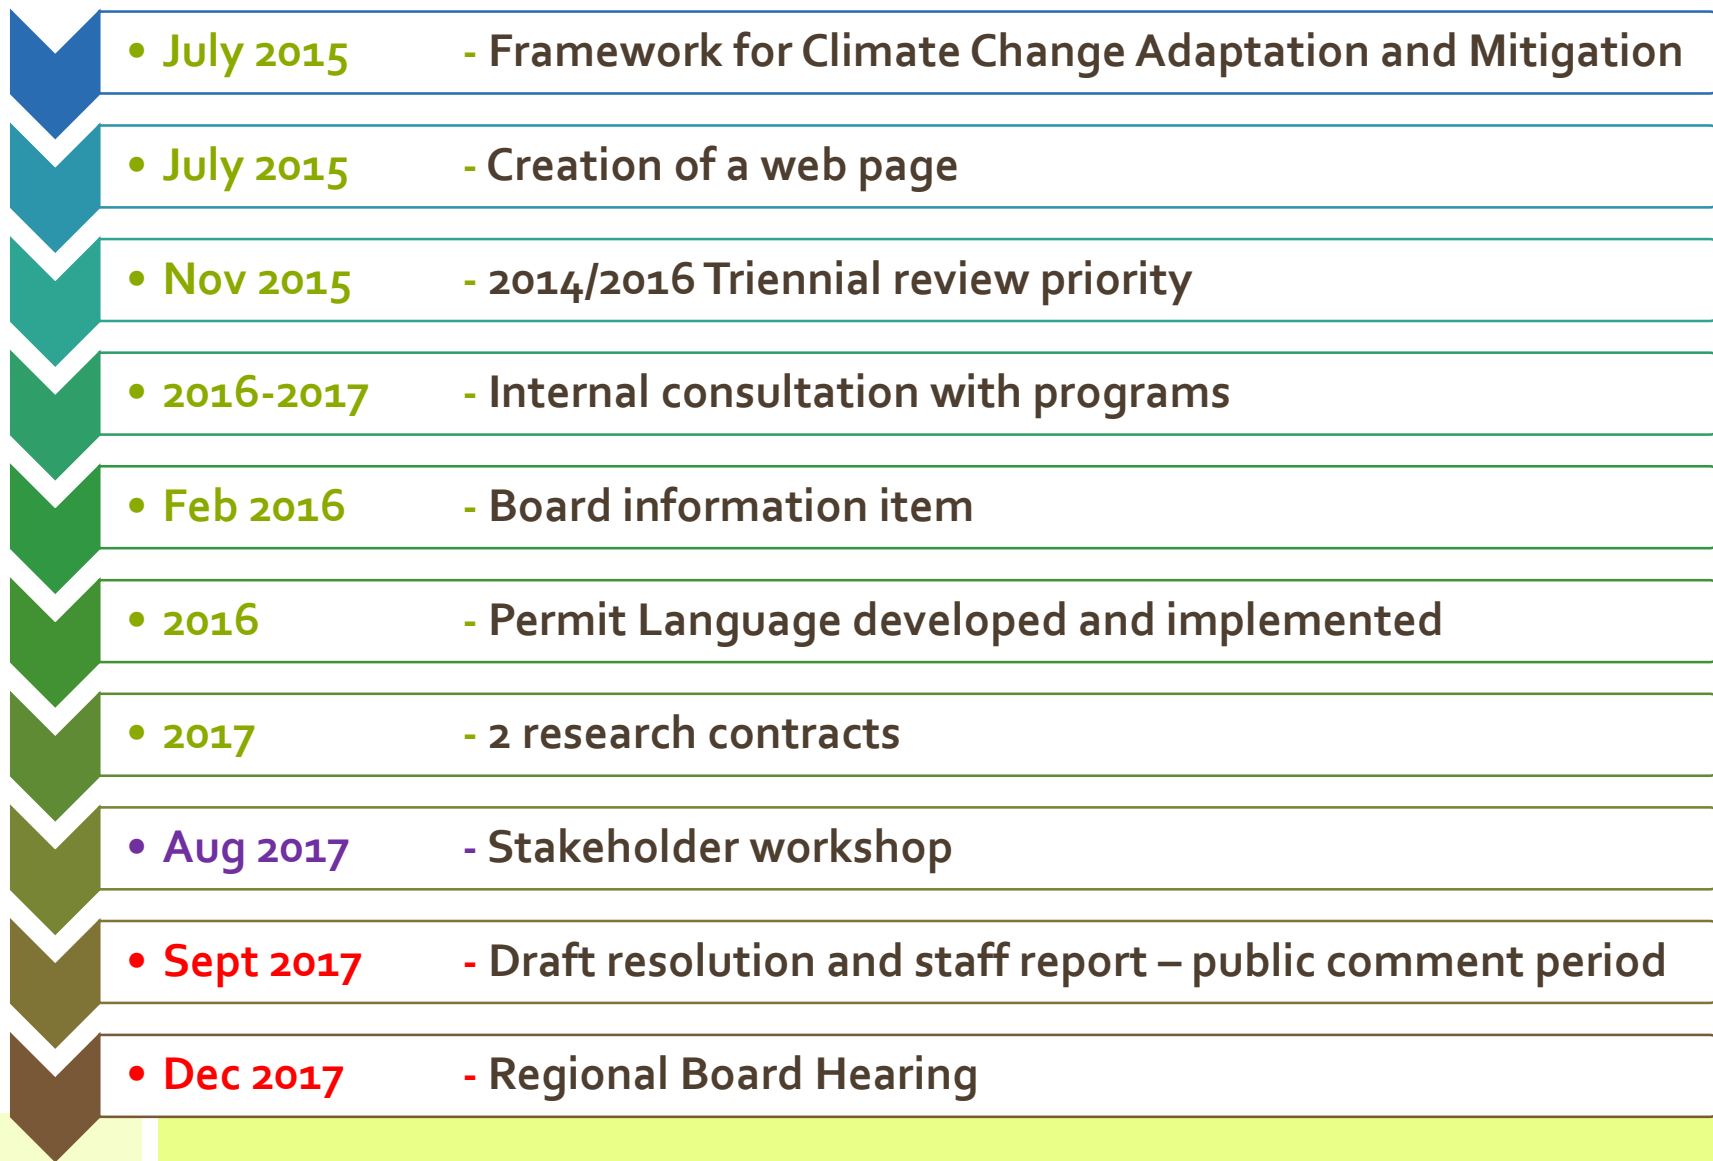 • July 2015 - Framework for Climate Change Adaptation and Mitigation
• July 2015 - Creation of a web page
• Nov 2015 - 2014/2016 Triennial review priority
• 2016-2017 - Internal consultation with programs
• Feb 2016 - Board information item
• 2016 - Permit Language developed and implemented
• 2017 - 2 research contracts
• Aug 2017 - Stakeholder workshop
• Sept 2017 - Draft resolution and staff report – public comment period
• Dec 2017 - Regional Board Hearing